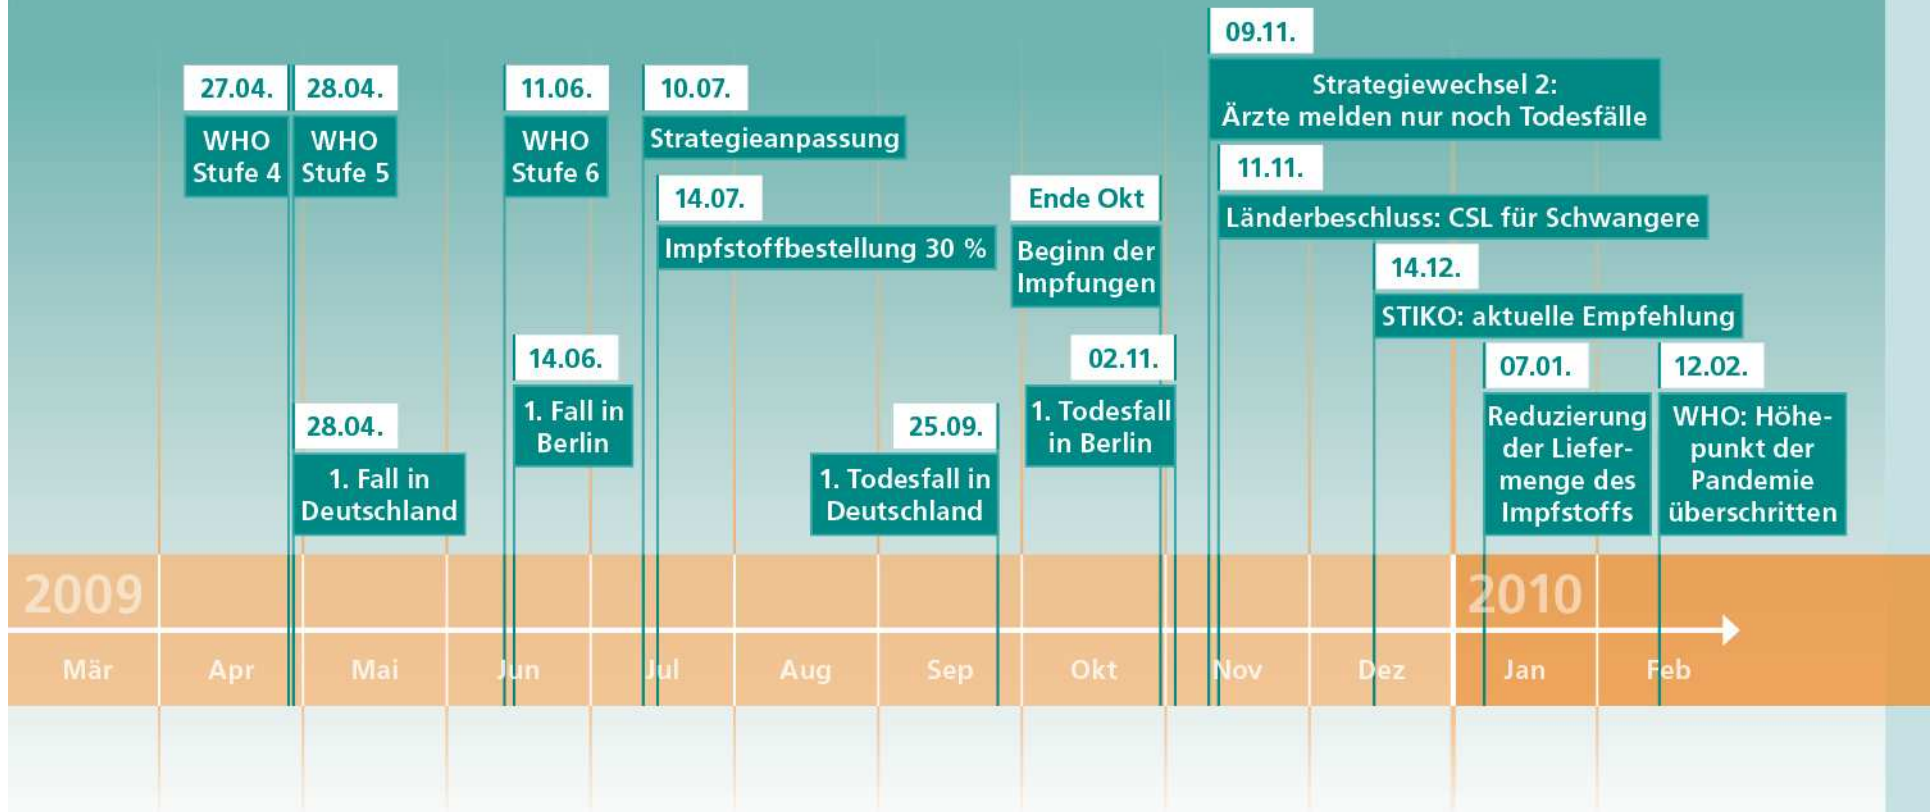 09.11.
Strategiewechsel 2:
Ärzte melden nur noch Todesfälle
27.04.
WHO
Stufe 4
28.04.
WHO
Stufe 5
11.06.
WHO
Stufe 6
10.07.
Strategieanpassung
11.11.
Länderbeschluss: CSL für Schwangere
14.07.
Impfstoffbestellung 30 %
Ende Okt
Beginn der
Impfungen
14.12.
STIKO: aktuelle Empfehlung
14.06.
1. Fall in
Berlin
02.11.
1. Todesfall
in Berlin
07.01.
Reduzierung
der Liefer-
menge des
Impfstoffs
12.02.
WHO: Höhe-
punkt der
Pandemie
überschritten
28.04.
1. Fall in
Deutschland
25.09.
1. Todesfall in
Deutschland
2009
2010
Mär
Apr
Mai
Jun
Jul
Aug
Sep
Okt
Nov
Dez
Jan
Feb